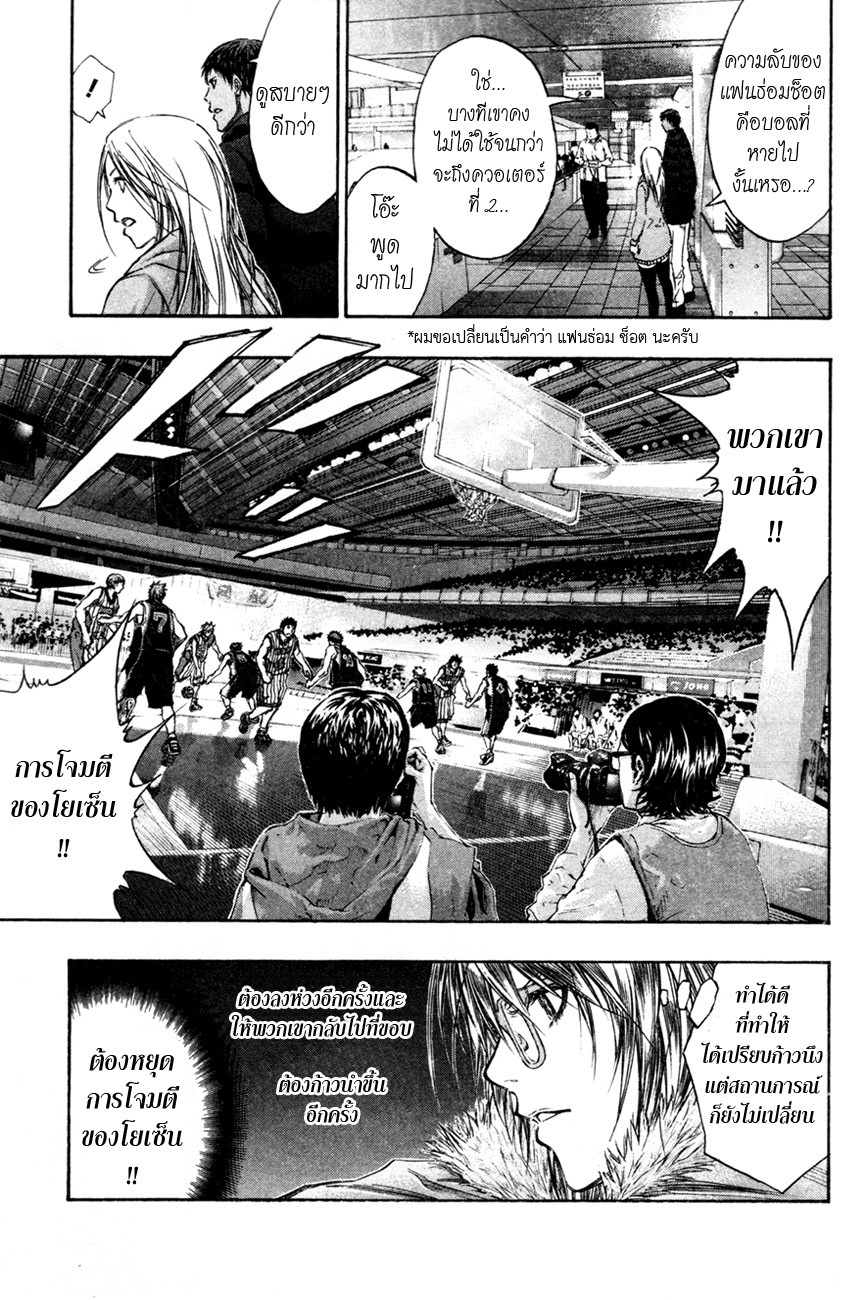 ความลับของ
แฟนธ่อมช็อต
คือบอลที่
หายไป
งั้นเหรอ...?
ใช่...
บางทีเขาคง
ไม่ได้ใช้จนกว่า
จะถึงควอเตอร์
ที่ 2...
โอ๊ะ
พูด
มากไป
ดูสบายๆ
ดีกว่า
!
*ผมขอเปลี่ยนเป็นคำว่า แฟนธ่อม ช็อต นะครับ
พวกเขา
มาแล้ว
!!
7
การโจมตี
ของโยเซ็น
!!
ทำได้ดี
ที่ทำให้
ได้เปรียบก้าวนึง
แต่สถานการณ์
ก็ยังไม่เปลี่ยน
ต้องลงห่วงอีกครั้งและ
ให้พวกเขากลับไปที่ขอบ
ต้องก้าวนำขึ้น
อีกครั้ง
ต้องหยุด
การโจมตี
ของโยเซ็น
!!